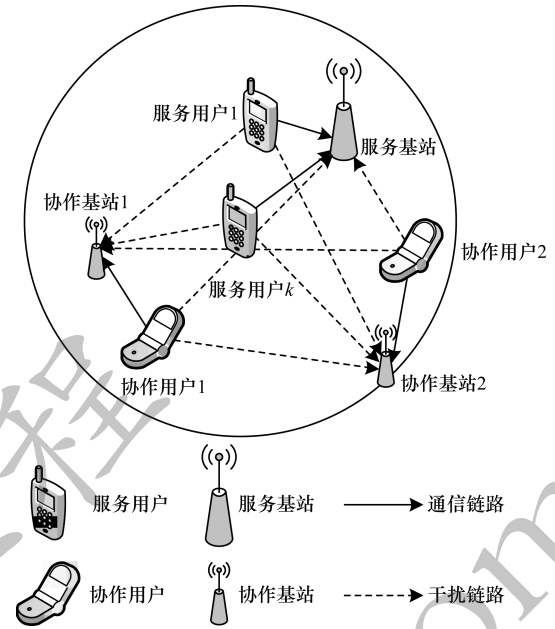 服务用户1
服务基站
协作基站1
协作用户2
服务用户k
协作用户1
协作基站2
服务用户
服务基站
通信链路
协作用户
协作基站
干扰链路
程
om